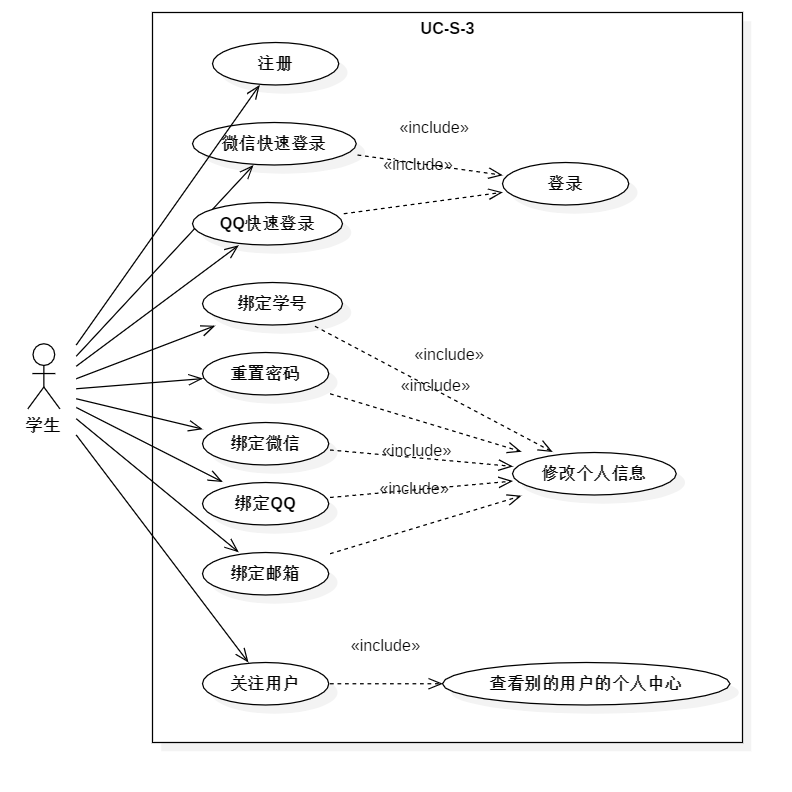 UC-S-3
注册
«include»
微信快速登录
«include»
登录
QQ快速登录
绑定学号
«include»
重置密码
«include»
学生
绑定微信
«include»
修改个人信息
«include»
绑定QQ
绑定邮箱
«include»
关注用户
查看别的用户的个人中心